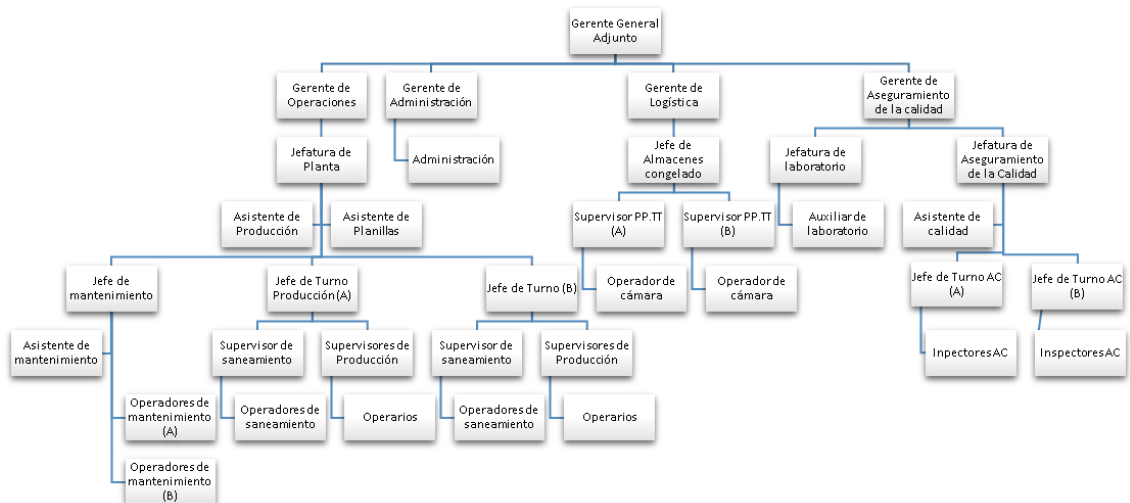 Gerente General
Adjunto
Gerente de
Operaciones
Gerente de
Administración
Gerente de
Logística
Gerente de
Aseguramiento
de la calidad
Jefatura de
Planta
Administración
Jefe de
Almacenes
congelado
Jefatura de
laboratorio
Jefatura de
Aseguramiento
de la Calidad
Asistente de
Producción
Asistente de
Planillas
Supervisor PP.TT
(A)
Supervisor PP.TT
(B)
Auxiliar de
laboratorio
Asistente de
calidad
Jefe de
mantenimiento
Jefe de Turno
Producción (A)
Jefe de Turno (B)
Operador de
cámara
Operador de
cámara
Jefe de Turno AC
(A)
Jefe de Turno AC
(B)
Asistente de
mantenimiento
Supervisor de
saneamiento
Supervisores de
Producción
Supervisor de
saneamiento
Supervisores de
Producción
Inpectores AC
Inspectores AC
Operadores de
mantenimiento
(A)
Operadores de
saneamiento
Operarios
Operadores de
saneamiento
Operarios
Operadores de
mantenimiento
(B)